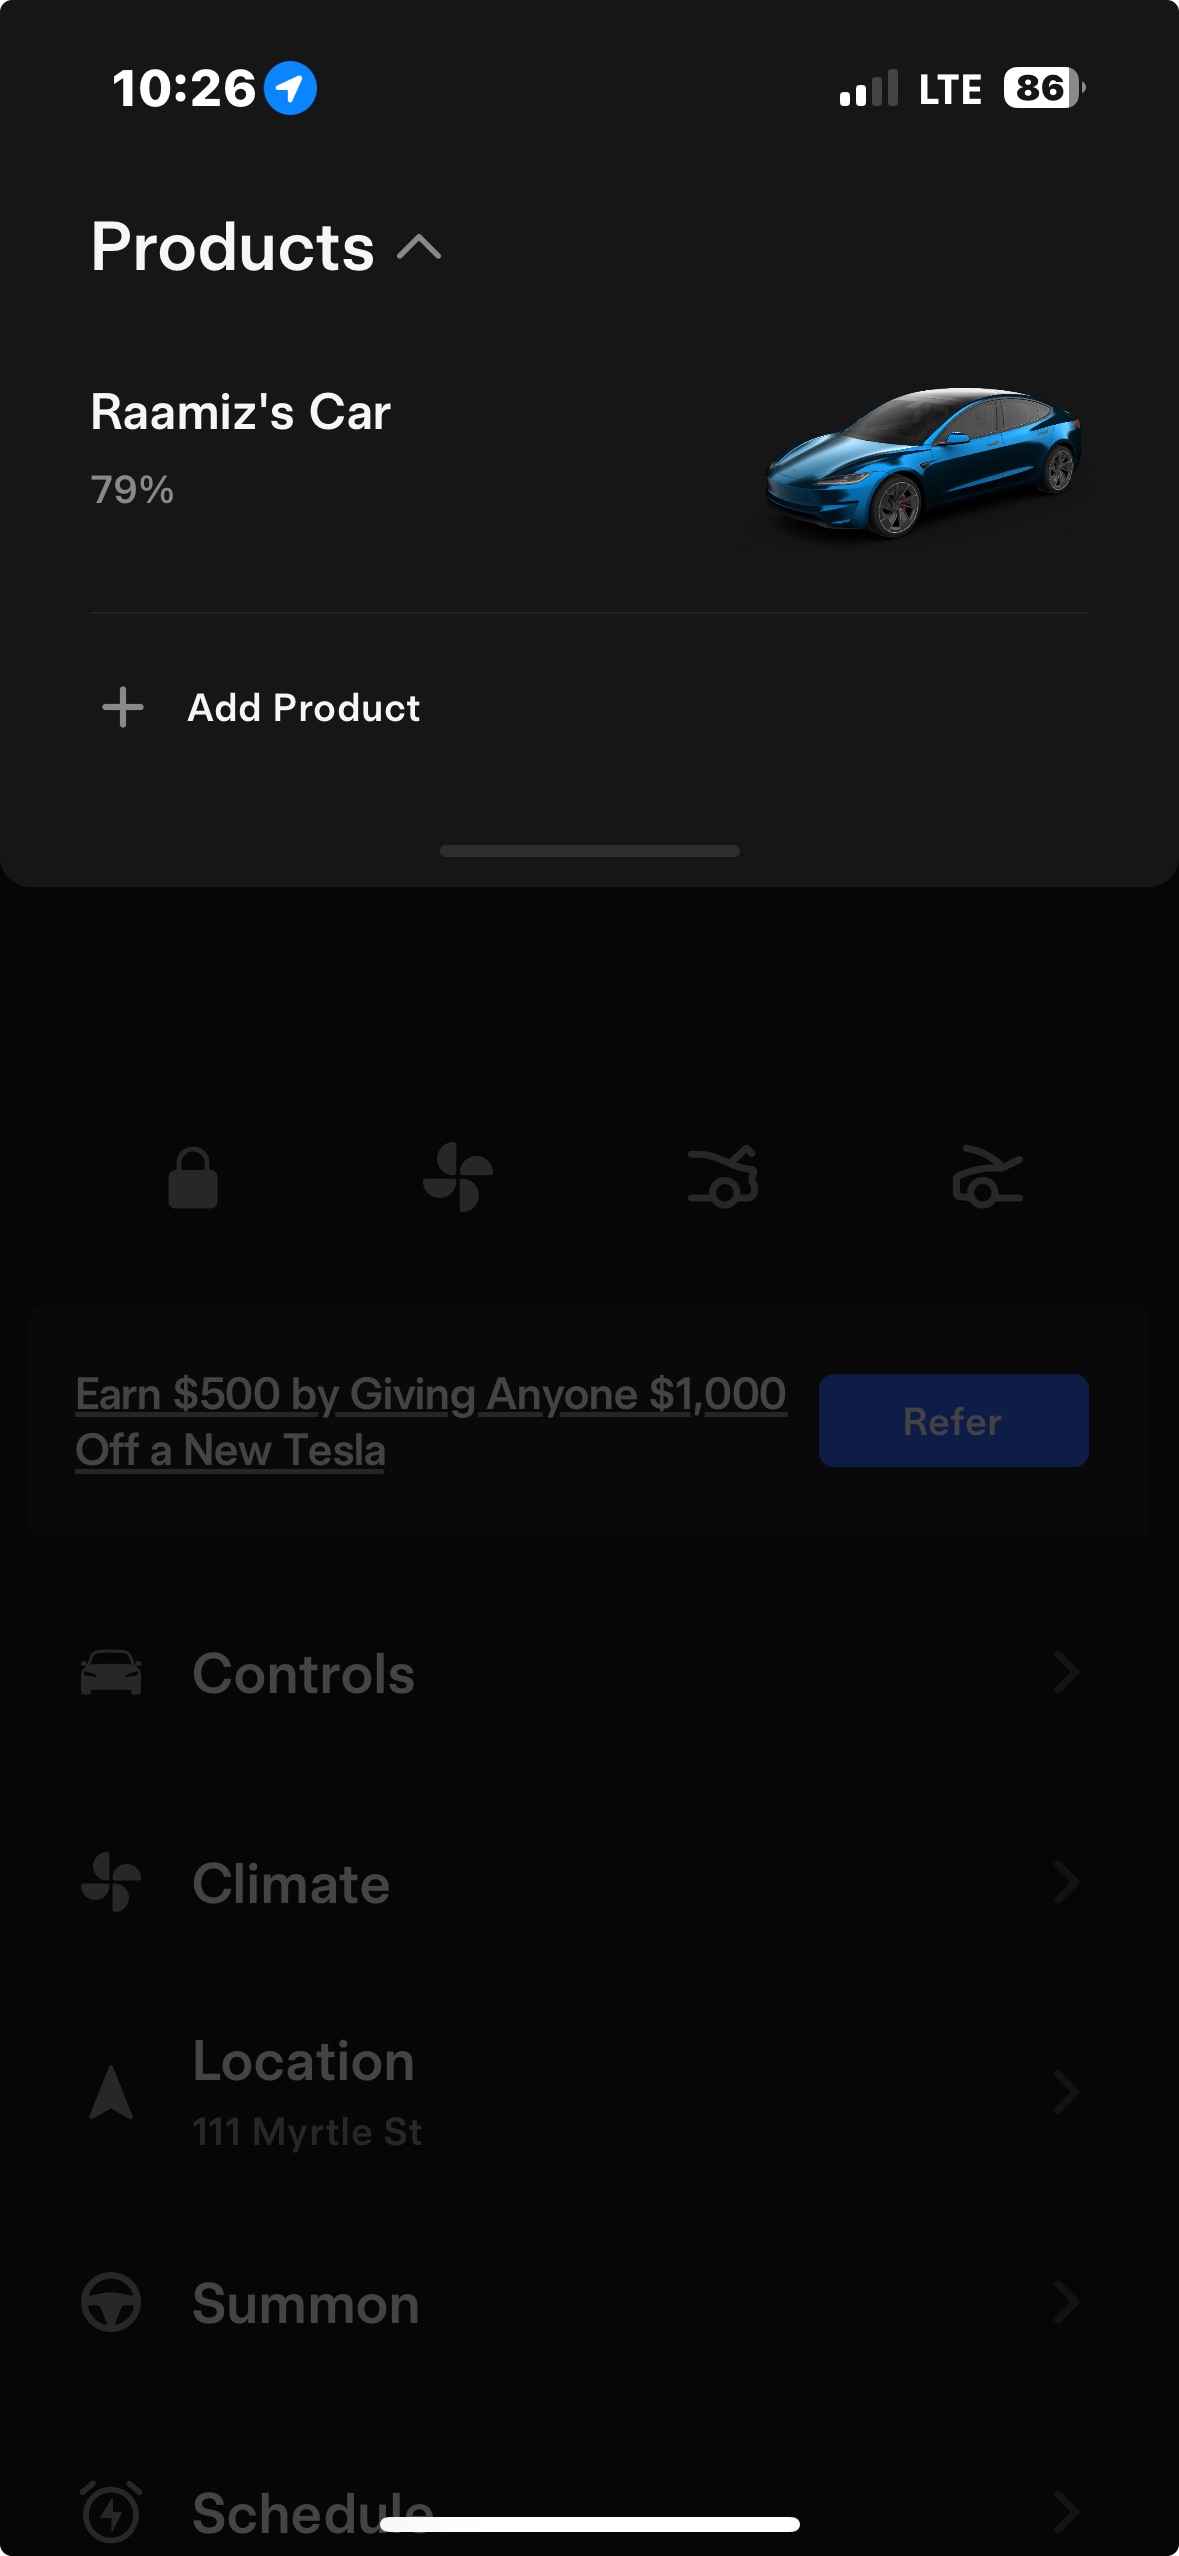 10:26
LTE 86
Products
Raamiz's Car
79%
Add Product
Earn $500 by Giving Anyone $1,000
Off a New Tesla
Refer
Controls
Climate
Location
111 Myrtle St
Summon
Schedule